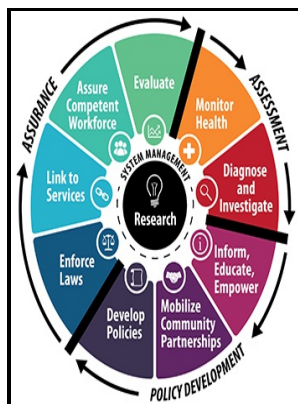 ASSURANCE
ASSESSMENT
POLICY DEVELOPMENT
Evaluate
Monitor
Health
Diagnose
and
Investigate
Inform,
Educate,
Empower
Mobilize
Community
Partnerships
Develop
Policies
Enforce
Laws
Link to
Services
Assure
Competent
Workforce
SYSTEM MANAGEMENT
Research